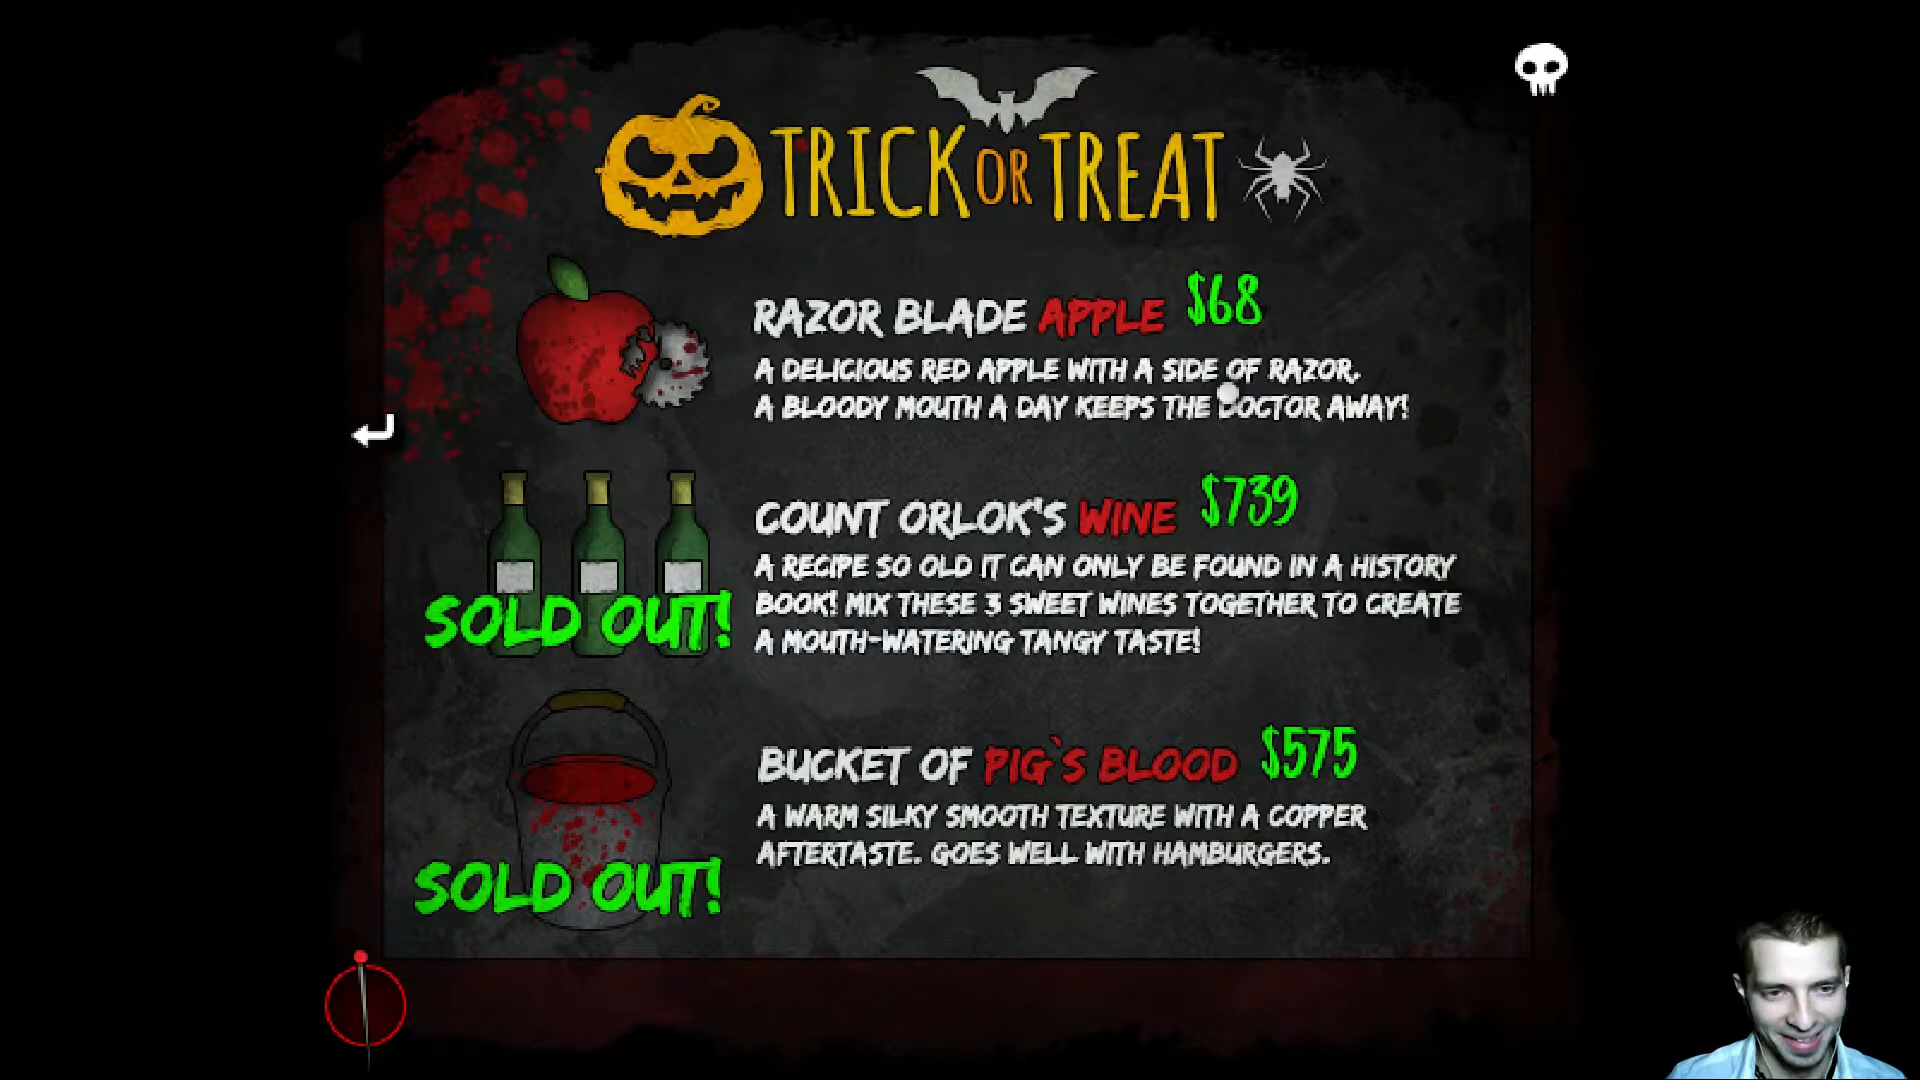 TRICK OR TREAT
RAZOR BLADE APPLE $68
A DELICIOUS RED APPLE WITH A SIDE OF RAZOR.
A BLOODY MOUTH A DAY KEEPS THE DOCTOR AWAY!
COUNT ORLOK'S WINE $739
A RECIPE SO OLD IT CAN ONLY BE FOUND IN A HISTORY
BOOK! MIX THESE 3 SWEET WINES TOGETHER TO CREATE
A MOUTH-WATERING TANGY TASTE!
SOLD OUT!
BUCKET OF PIG`S BLOOD $575
A WARM SILKY SMOOTH TEXTURE WITH A COPPER
AFTERTASTE. GOES WELL WITH HAMBURGERS.
SOLD OUT!